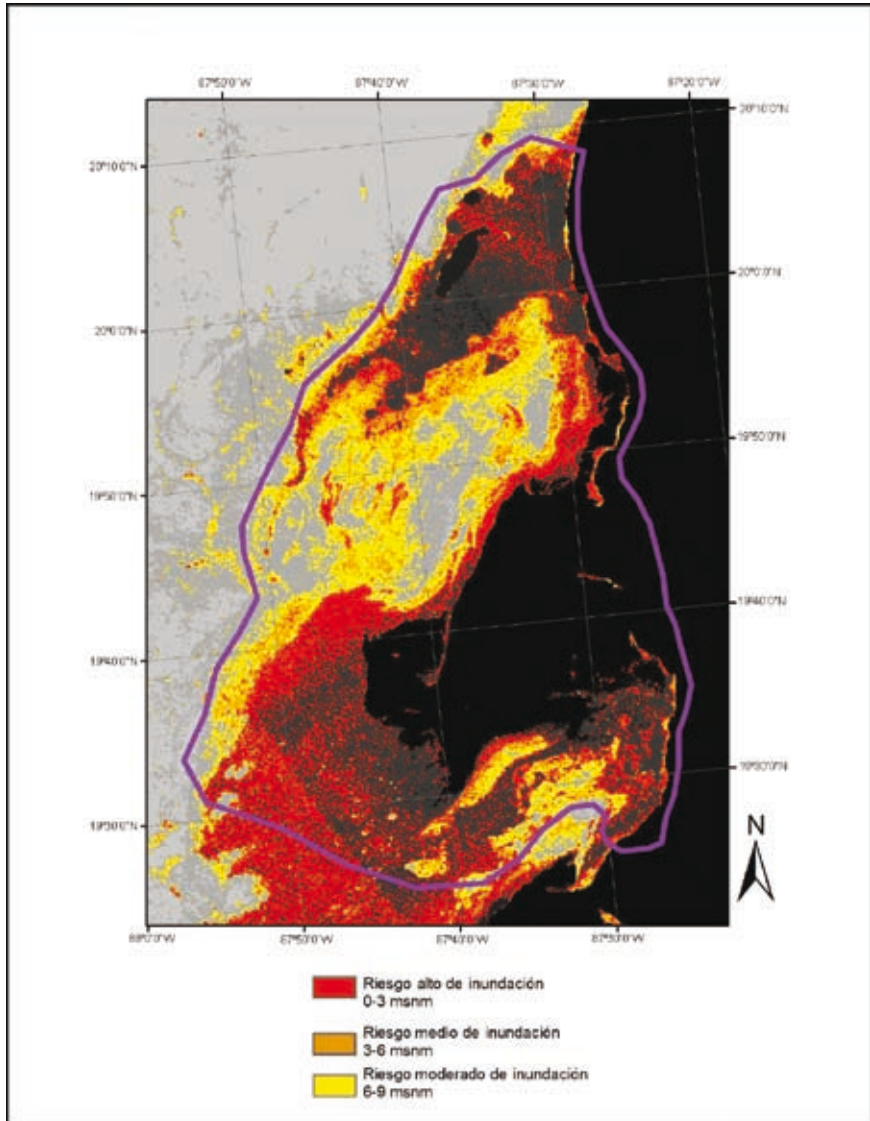 87°50'0"W
87°40'0"W
87°30'0"W
87°20'0"W
20°10'0"N
20°10'0"N
20°0'0"N
20°0'0"N
19°50'0"N
19°50'0"N
19°40'0"N
19°40'0"N
19°30'0"N
19°30'0"N
N
88°0'0"W
87°50'0"W
87°40'0"W
87°30'0"W
Riesgo alto de inundación
0-3 msnm
Riesgo medio de inundación
3-6 msnm
Riesgo moderado de inundación
6-9 msnm